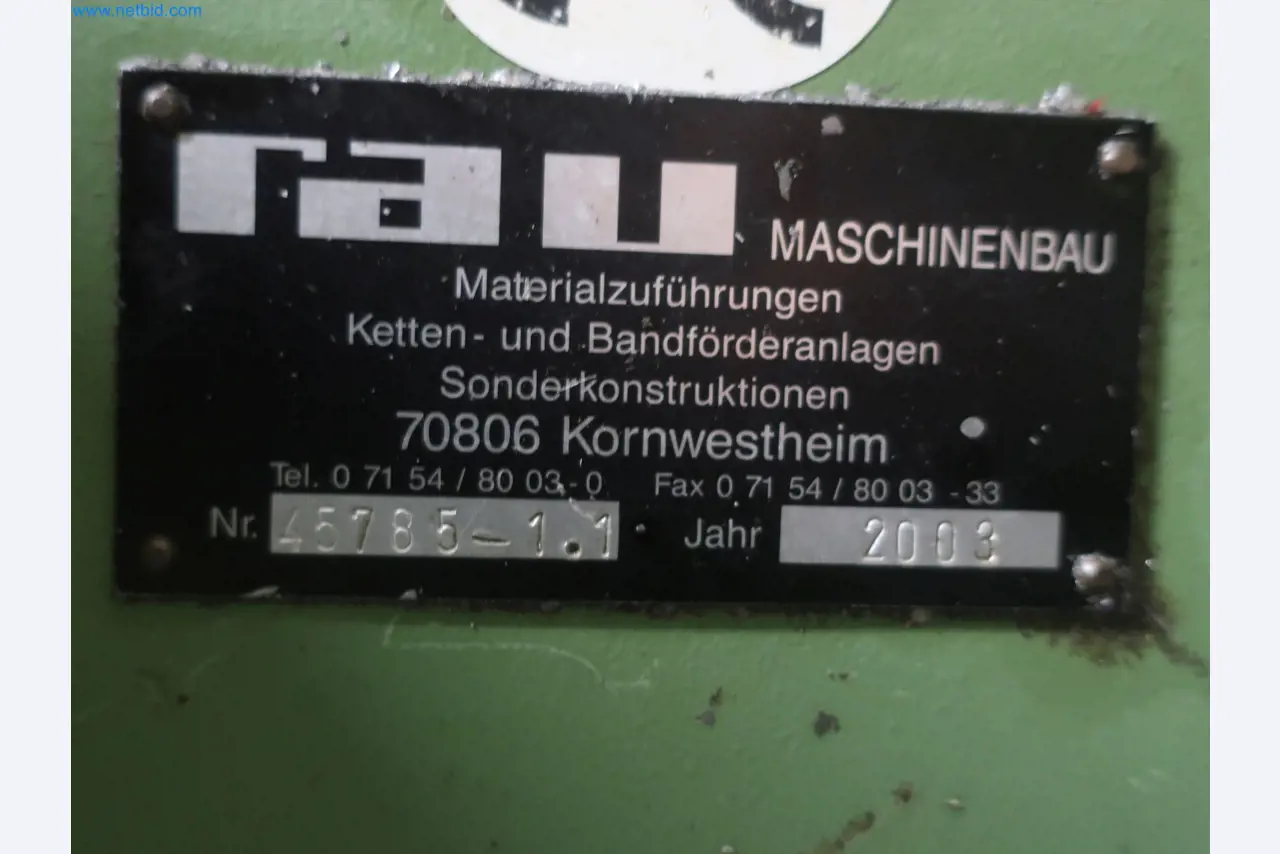 www.netbid.com
rau MASCHINENBAU
Materialzuführungen
Ketten- und Bandförderanlagen
Sonderkonstruktionen
70806 Kornwestheim
Tel. 0 71 54 / 80 03 - 0 Fax 0 71 54 / 80 03 - 33
Nr. 45785-1.1 Jahr 2003